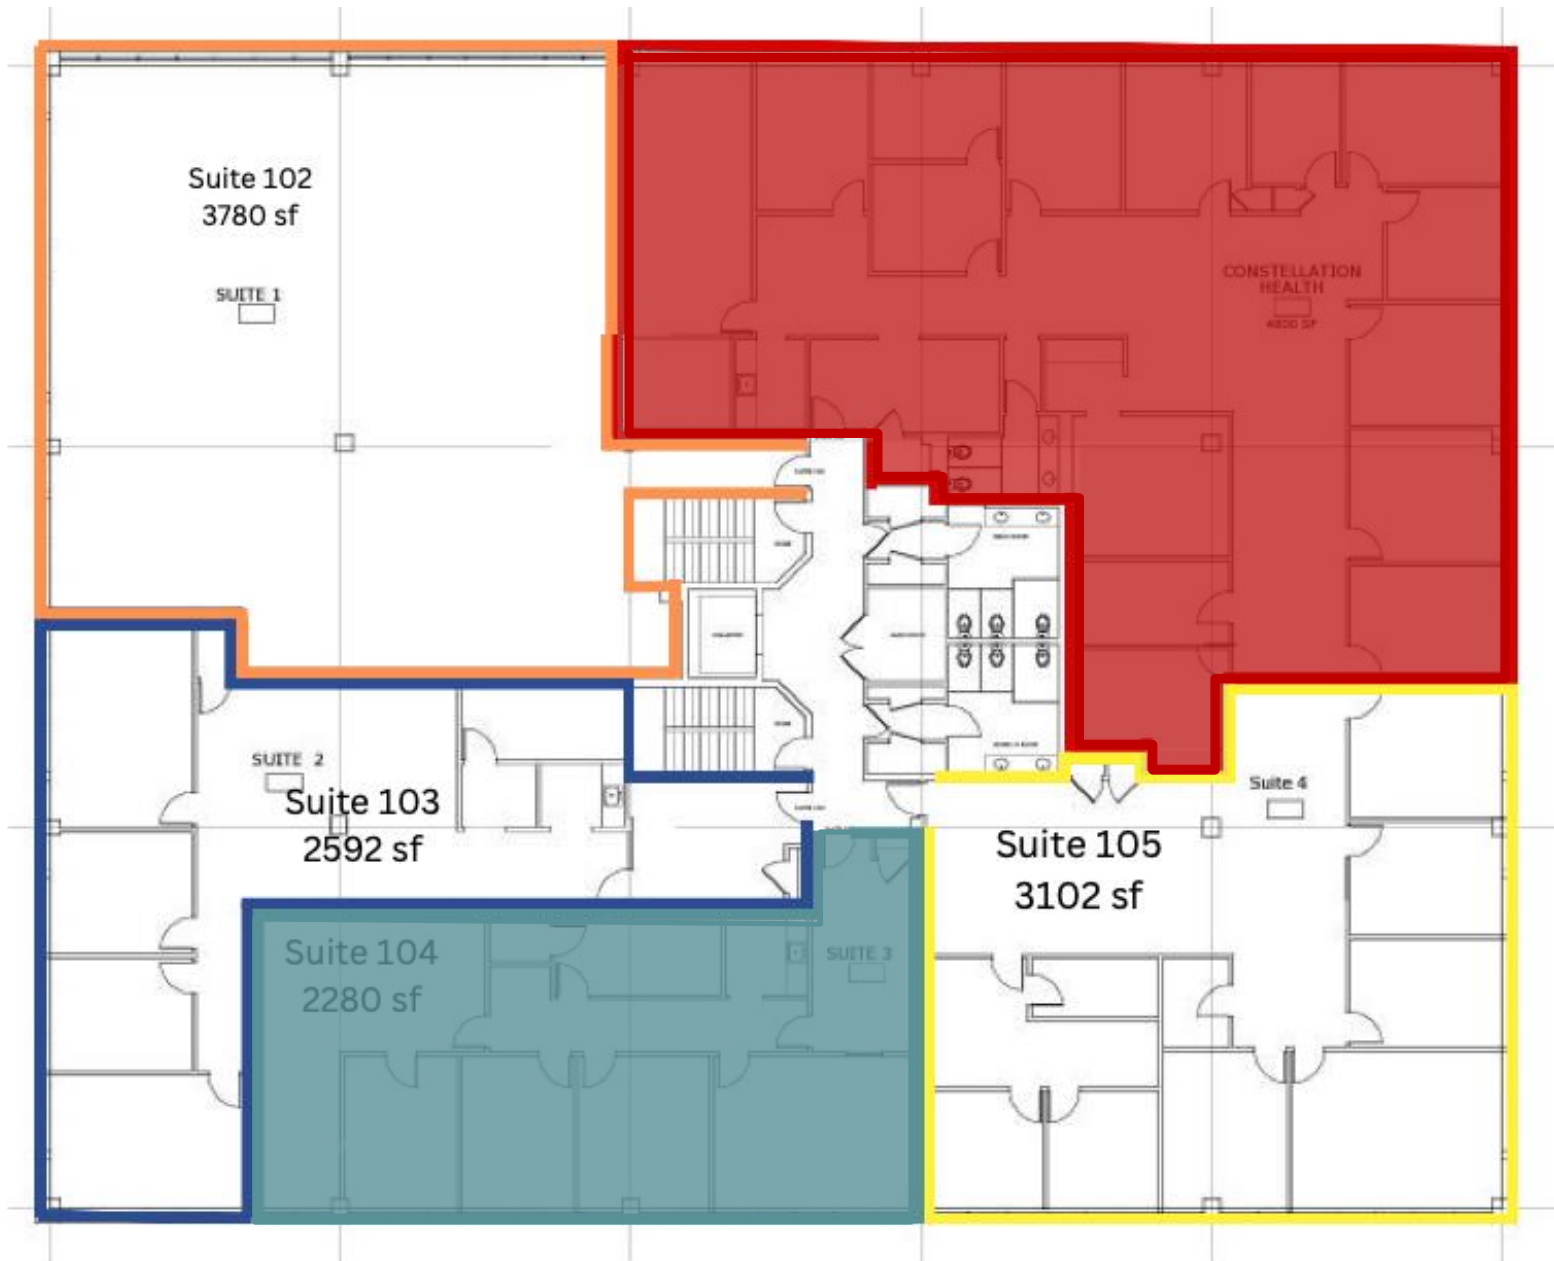 Suite 102
3780 sf
SUITE 1
CONSTELLATION
HEALTH
SUITE 2
Suite 103
2592 sf
Suite 4
Suite 105
3102 sf
Suite 104
2280 sf
SUITE 3